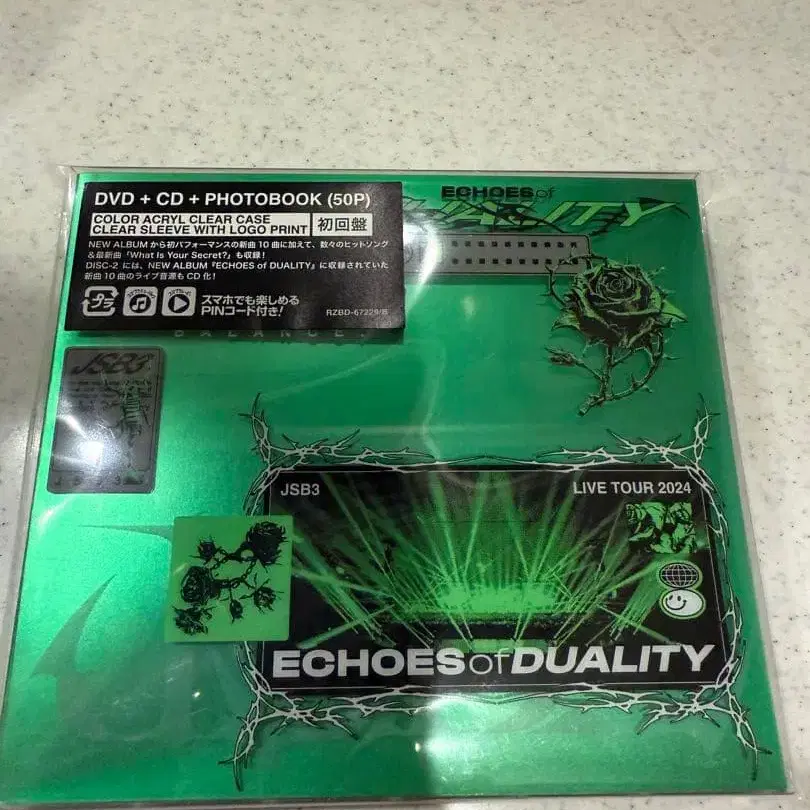 DVD + CD + PHOTOBOOK (50P)
COLOR ACRYL CLEAR CASE
CLEAR SLEEVE WITH LOGO PRINT
初回盤
NEW ALBUM から初パフォーマンスの新曲 10 曲に加えて、数々のヒットソング
&最新曲「What Is Your Secret?」も収録!
DISC-2 には、NEW ALBUM『ECHOES of DUALITY』に収録されていた
新曲 10 曲のライブ音源も CD 化!
プラ
スマホでも楽しめる
PINコード付き!
RZBD-67229/B
ECHOES of
DUALITY
BALANCE.
JSB3
JSB3
LIVE TOUR 2024
ECHOES of DUALITY